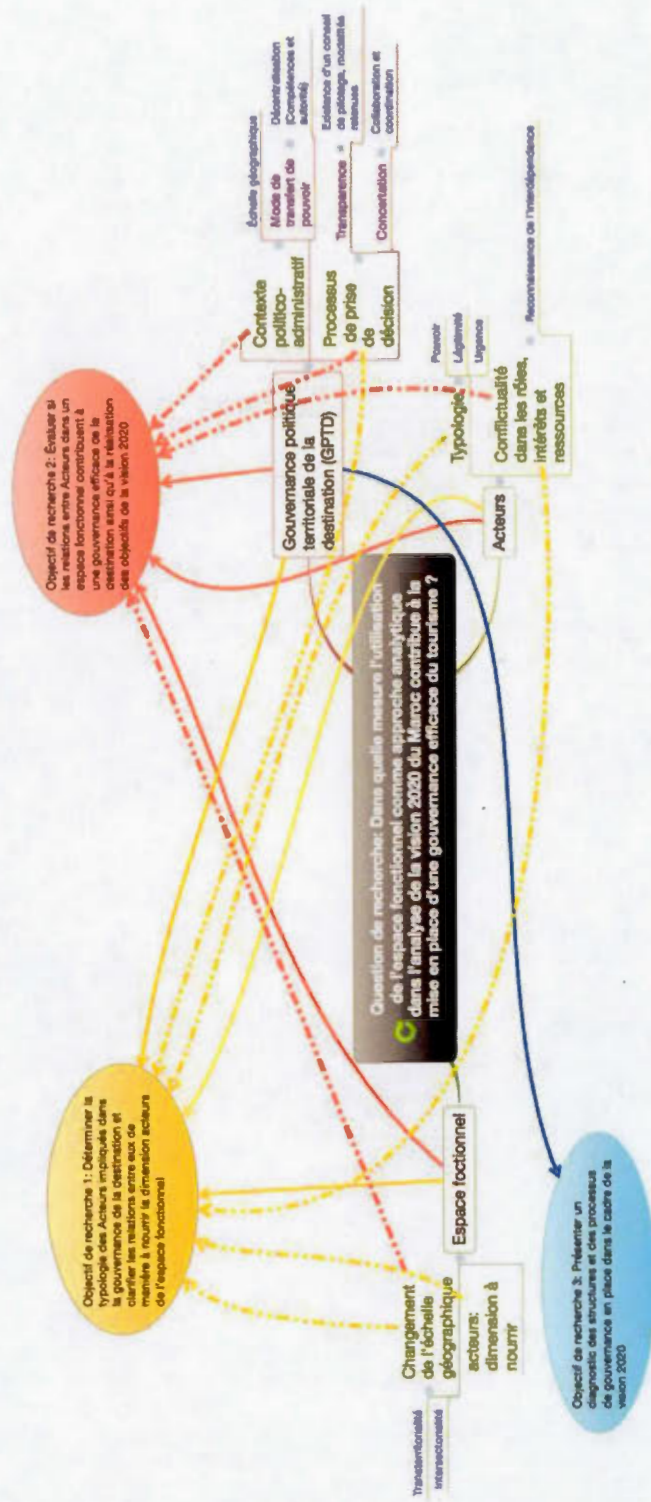 Objectif de recherche 1: Déterminer la
typologie des Acteurs impliqués dans
la gouvernance de la destination et
clarifier les relations entre eux de
manière à nourrir la dimension acteurs
de l'espace fonctionnel
Objectif de recherche 2: Évaluer si
les relations entre Acteurs dans un
espace fonctionnel contribuent à
une gouvernance efficace de la
destination ainsi qu'à la réalisation
des objectifs de la vision 2020
Transterritorialité
Intersectorialité
Changement
de l'échelle
géographique
acteurs:
dimension à
nourrir
Espace foctionnel
Question de recherche: Dans quelle mesure l'utilisation
de l'espace fonctionnel comme approche analytique
dans l'analyse de la vision 2020 du Maroc contribue à la
mise en place d'une gouvernance efficace du tourisme ?
Gouvernance politique
territoriale de la
destination (GPTD)
Contexte
politico-
administratif
Échelle géographique
Mode de
transfert de
pouvoir
Décentralisation
(Compétences et
autorité)
Processus
de prise
de
décision
Transparence
Existence d'un conseil
de pilotage, modalités
retenues
Concertation
Collaboration et
coordination
Acteurs
Typologie
Pouvoir
Légitimité
Urgence
Conflictualité
dans les rôles,
intérêts et
ressources
Reconnaissance de l'interdépendance
Objectif de recherche 3: Présenter un
diagnostic des structures et des processus
de gouvernance en place dans le cadre de la
vision 2020